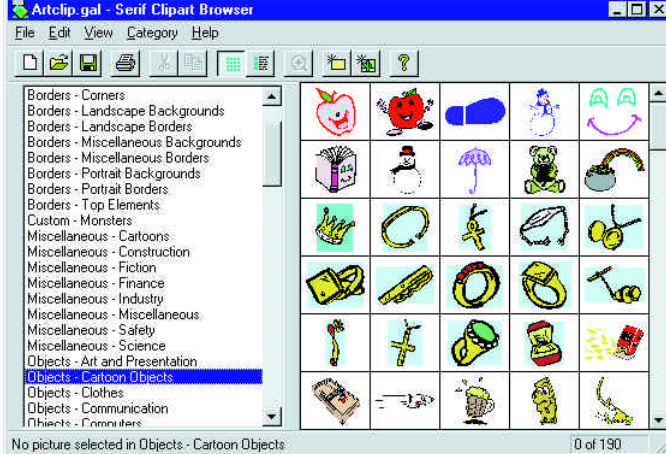 Artclip.gal - Serif Clipart Browser
File Edit View Category Help
Borders - Corners
Borders - Landscape Backgrounds
Borders - Landscape Borders
Borders - Miscellaneous Backgrounds
Borders - Miscellaneous Borders
Borders - Portrait Backgrounds
Borders - Portrait Borders
Borders - Top Elements
Custom - Monsters
Miscellaneous - Cartoons
Miscellaneous - Construction
Miscellaneous - Fiction
Miscellaneous - Finance
Miscellaneous - Industry
Miscellaneous - Miscellaneous
Miscellaneous - Safety
Miscellaneous - Science
Objects - Art and Presentation
Objects - Cartoon Objects
Objects - Clothes
Objects - Communication
Objects - Computers
No picture selected in Objects - Cartoon Objects
0 of 190